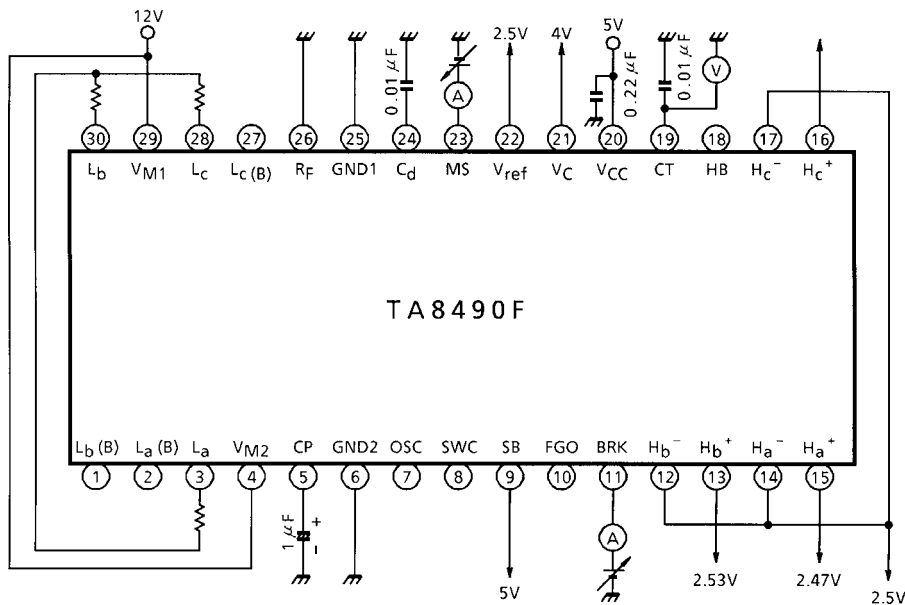 12V
2.5V
4V
5V
0.01 μF
A
0.22 μF
0.01 μF
V
30 29 28 27 26 25 24 23 22 21 20 19 18 17 16
Lb VM1 Lc Lc(B) RF GND1 Cd MS Vref VC VCC CT HB Hc⁻ Hc⁺
TA8490F
Lb(B) La(B) La VM2 CP GND2 OSC SWC SB FGO BRK Hb⁻ Hb⁺ Ha⁻ Ha⁺
1 2 3 4 5 6 7 8 9 10 11 12 13 14 15
1 μF
+
−
A
5V
2.53V
2.47V
2.5V